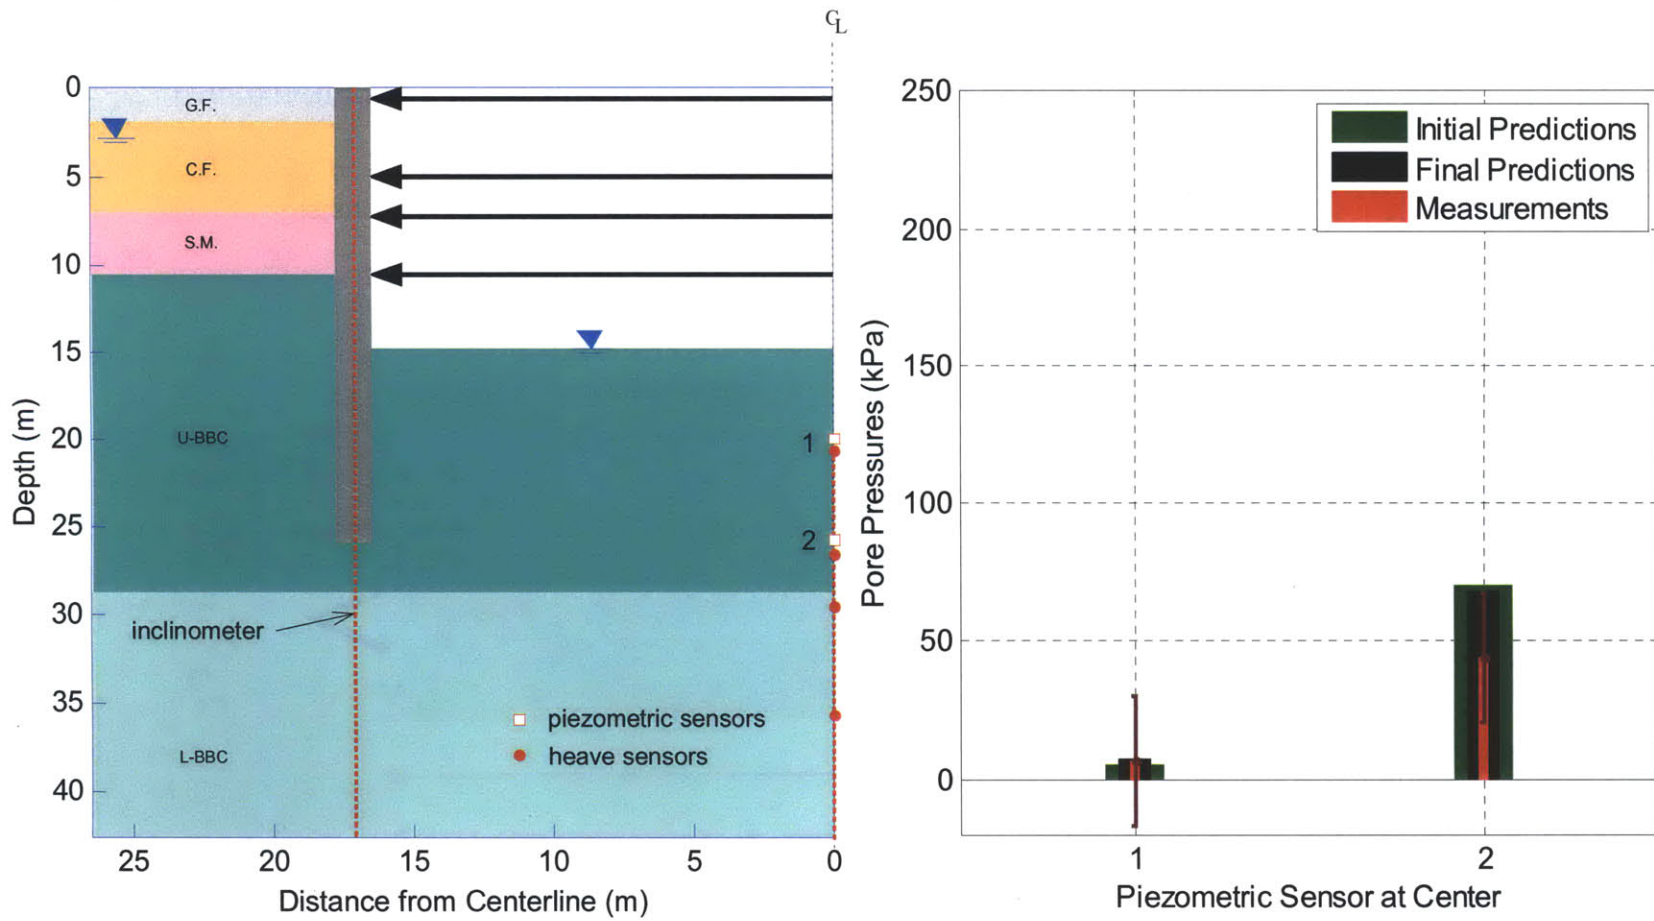 CL
0
G.F.
C.F.
5
S.M.
10
15
Depth (m)
U-BBC
20
1
25
2
30
inclinometer
35
piezometric sensors
L-BBC
heave sensors
40
25 20 15 10 5 0
Distance from Centerline (m)
250
Initial Predictions
Final Predictions
Measurements
200
150
Pore Pressures (kPa)
100
50
0
1 2
Piezometric Sensor at Center